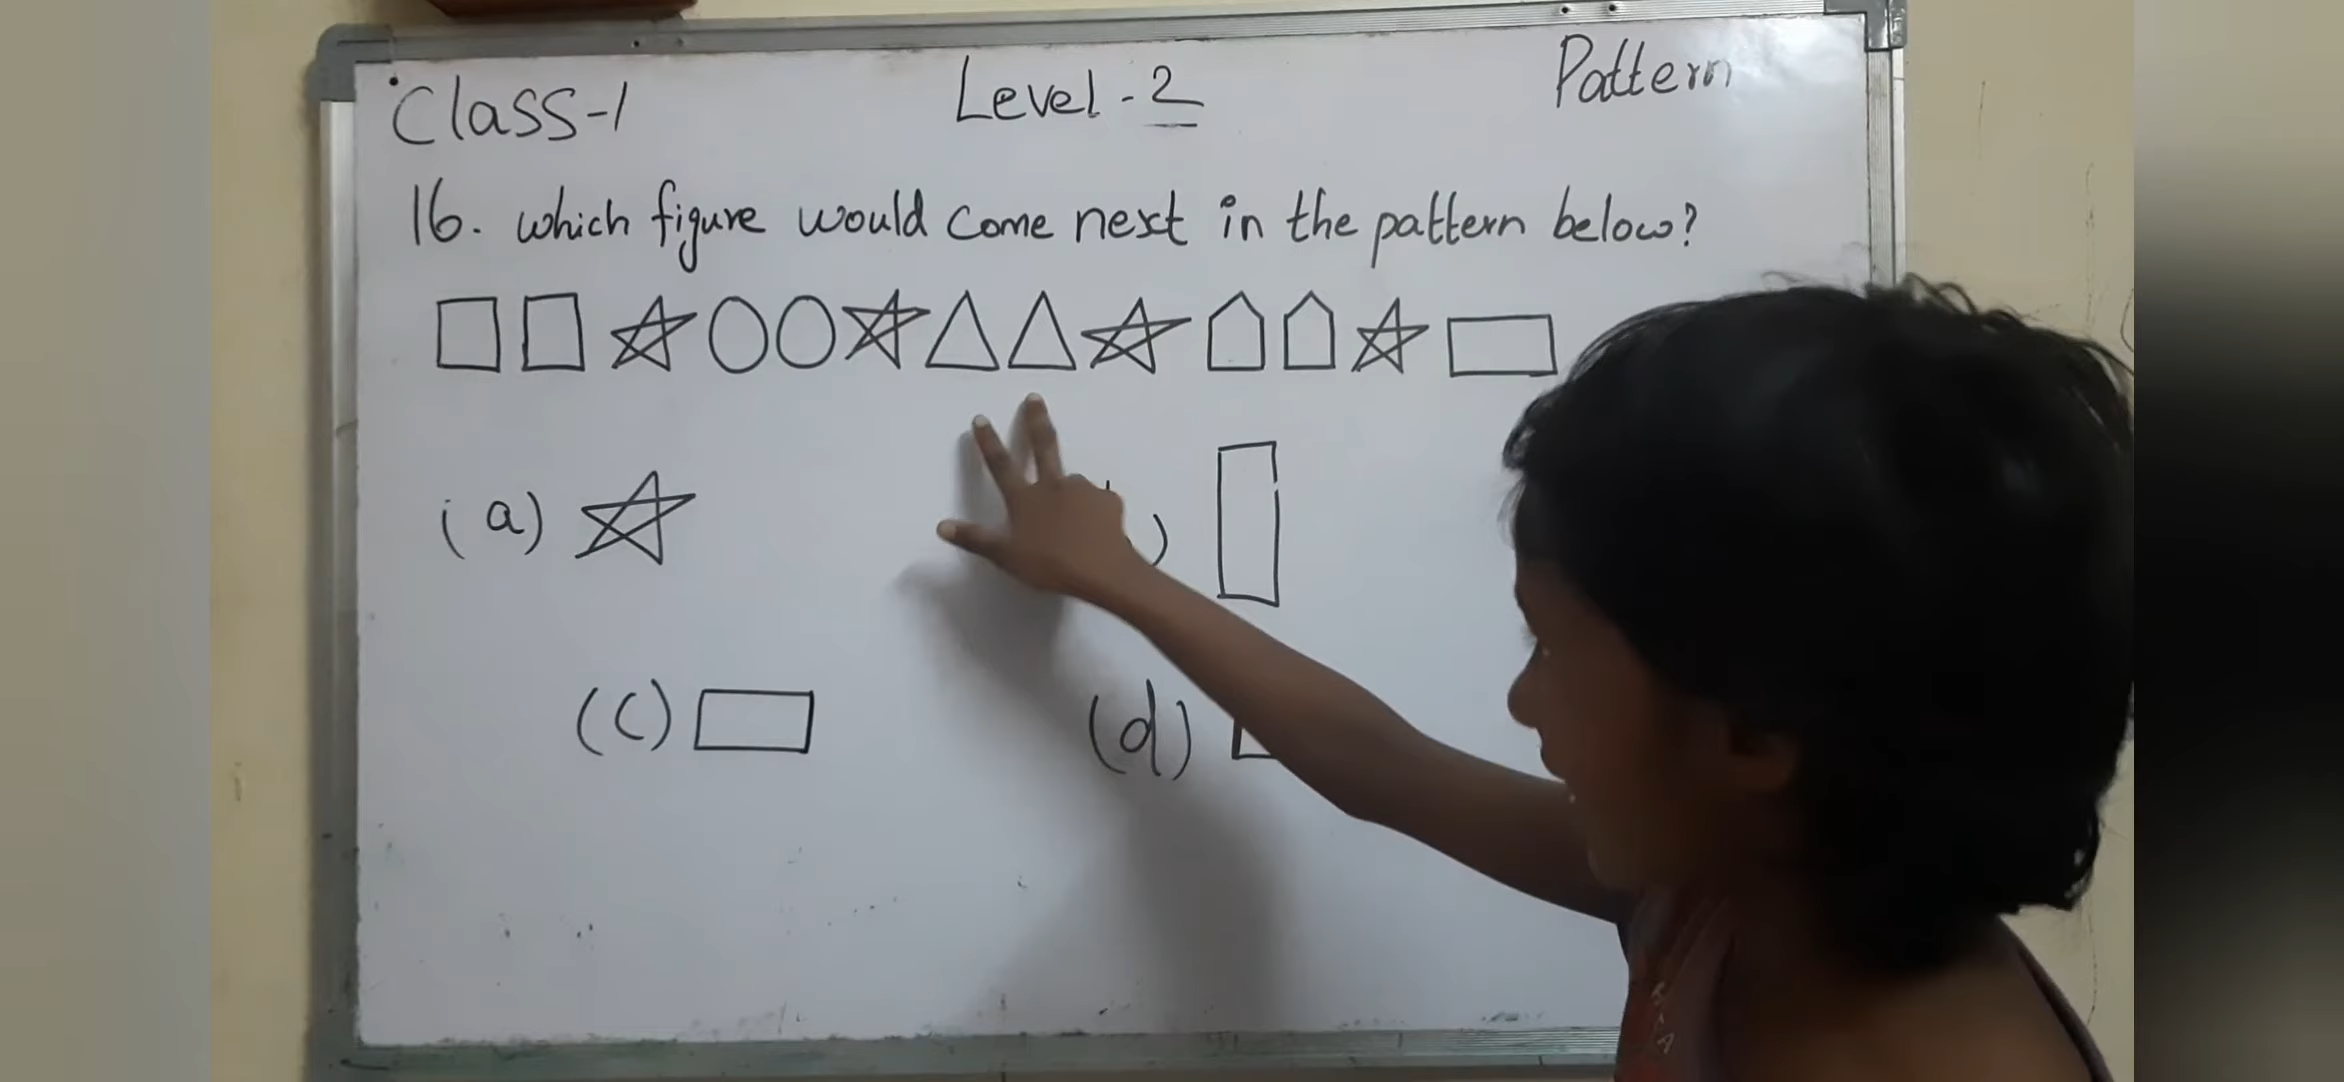 Class-1 Level-2 Pattern
16. which figure would come next in the pattern below?
(a)
)
(c) (d)